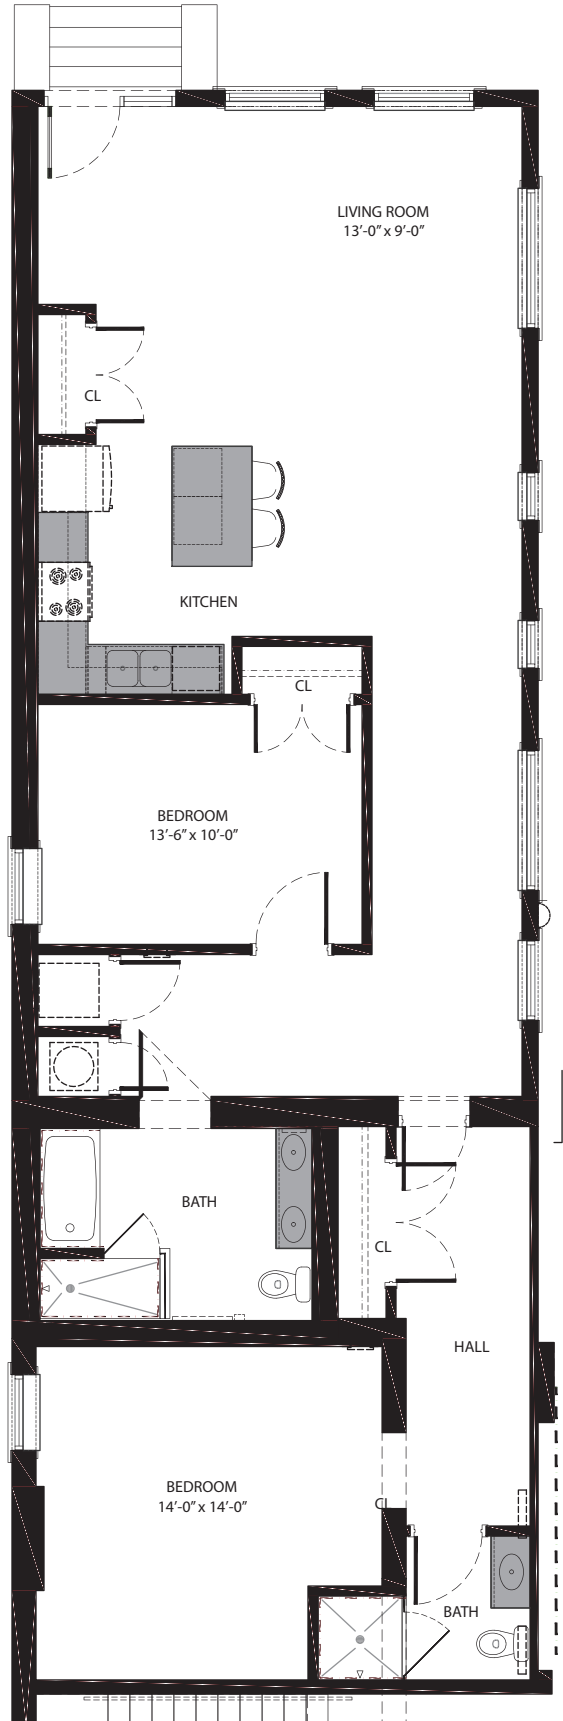 LIVING ROOM
13'-0" x 9'-0"
CL
KITCHEN
CL
BEDROOM
13'-6" x 10'-0"
BATH
CL
HALL
BEDROOM
14'-0" x 14'-0"
CL
BATH